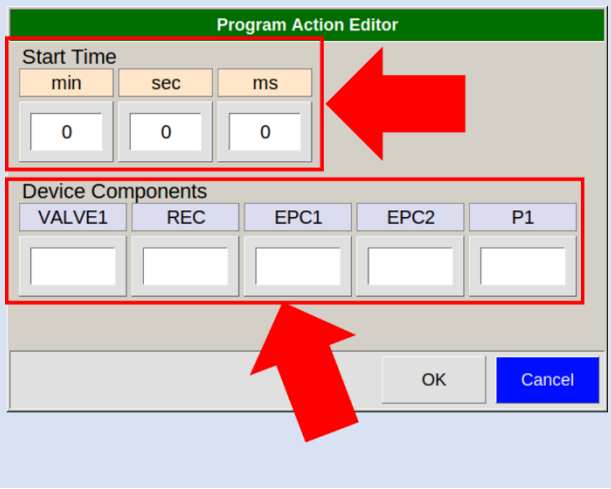 Program Action Editor
Start Time
min sec ms
0 0 0
Device Components
VALVE1 REC EPC1 EPC2 P1
OK Cancel